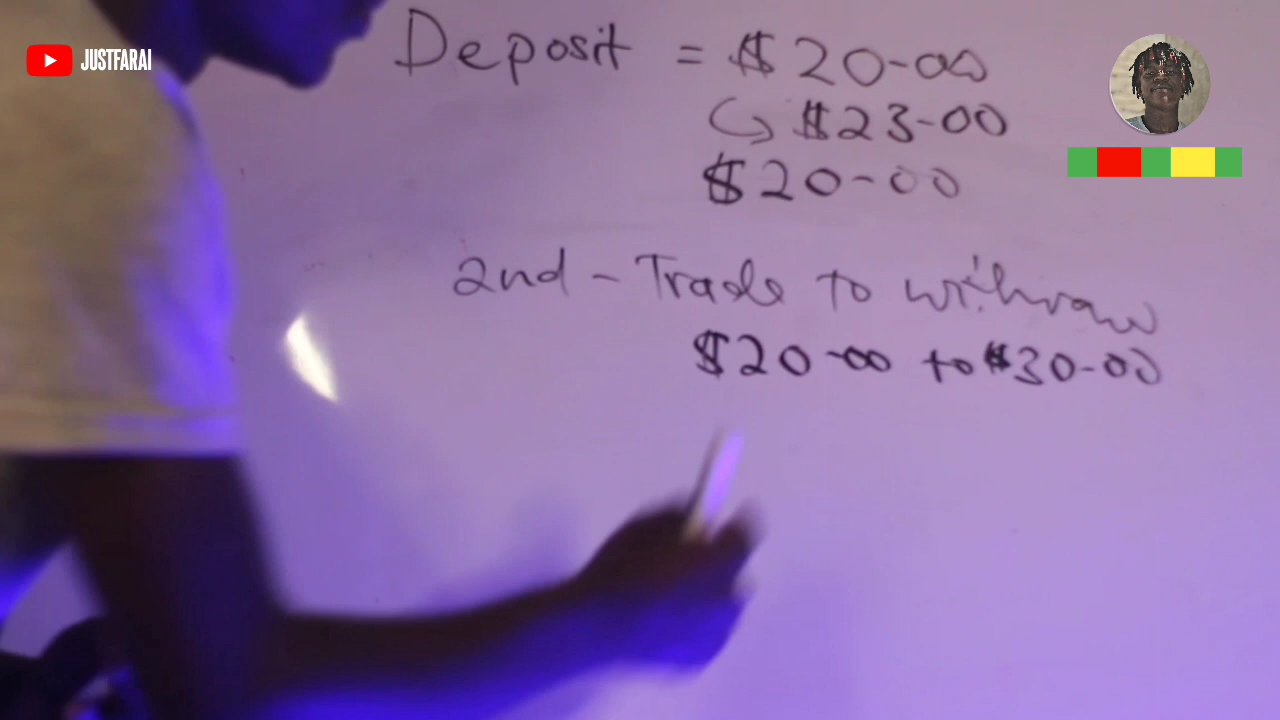 JUSTFARAI
Deposit = $20-00
$23-00
$20-00
2nd - Trade to withraw
$20-00 to $30-00